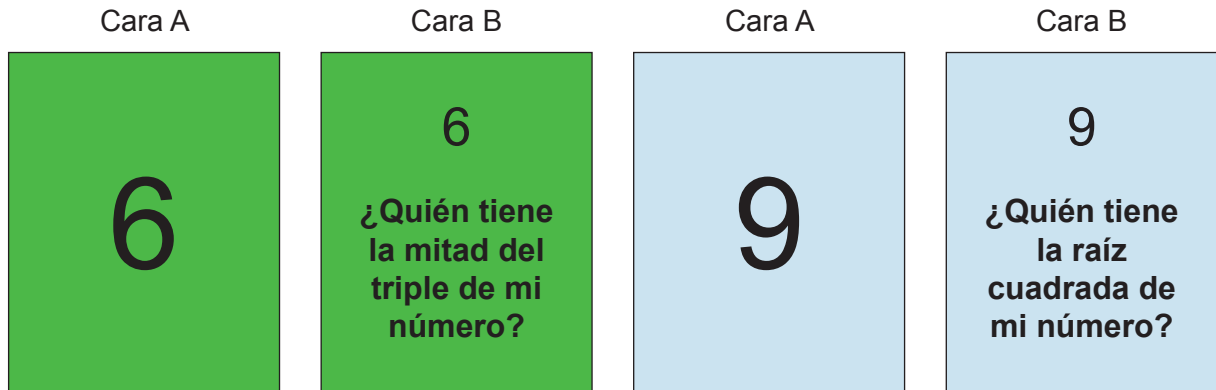 Cara A
Cara B
Cara A
Cara B
6
6
¿Quién tiene
la mitad del
triple de mi
número?
9
9
¿Quién tiene
la raíz
cuadrada de
mi número?